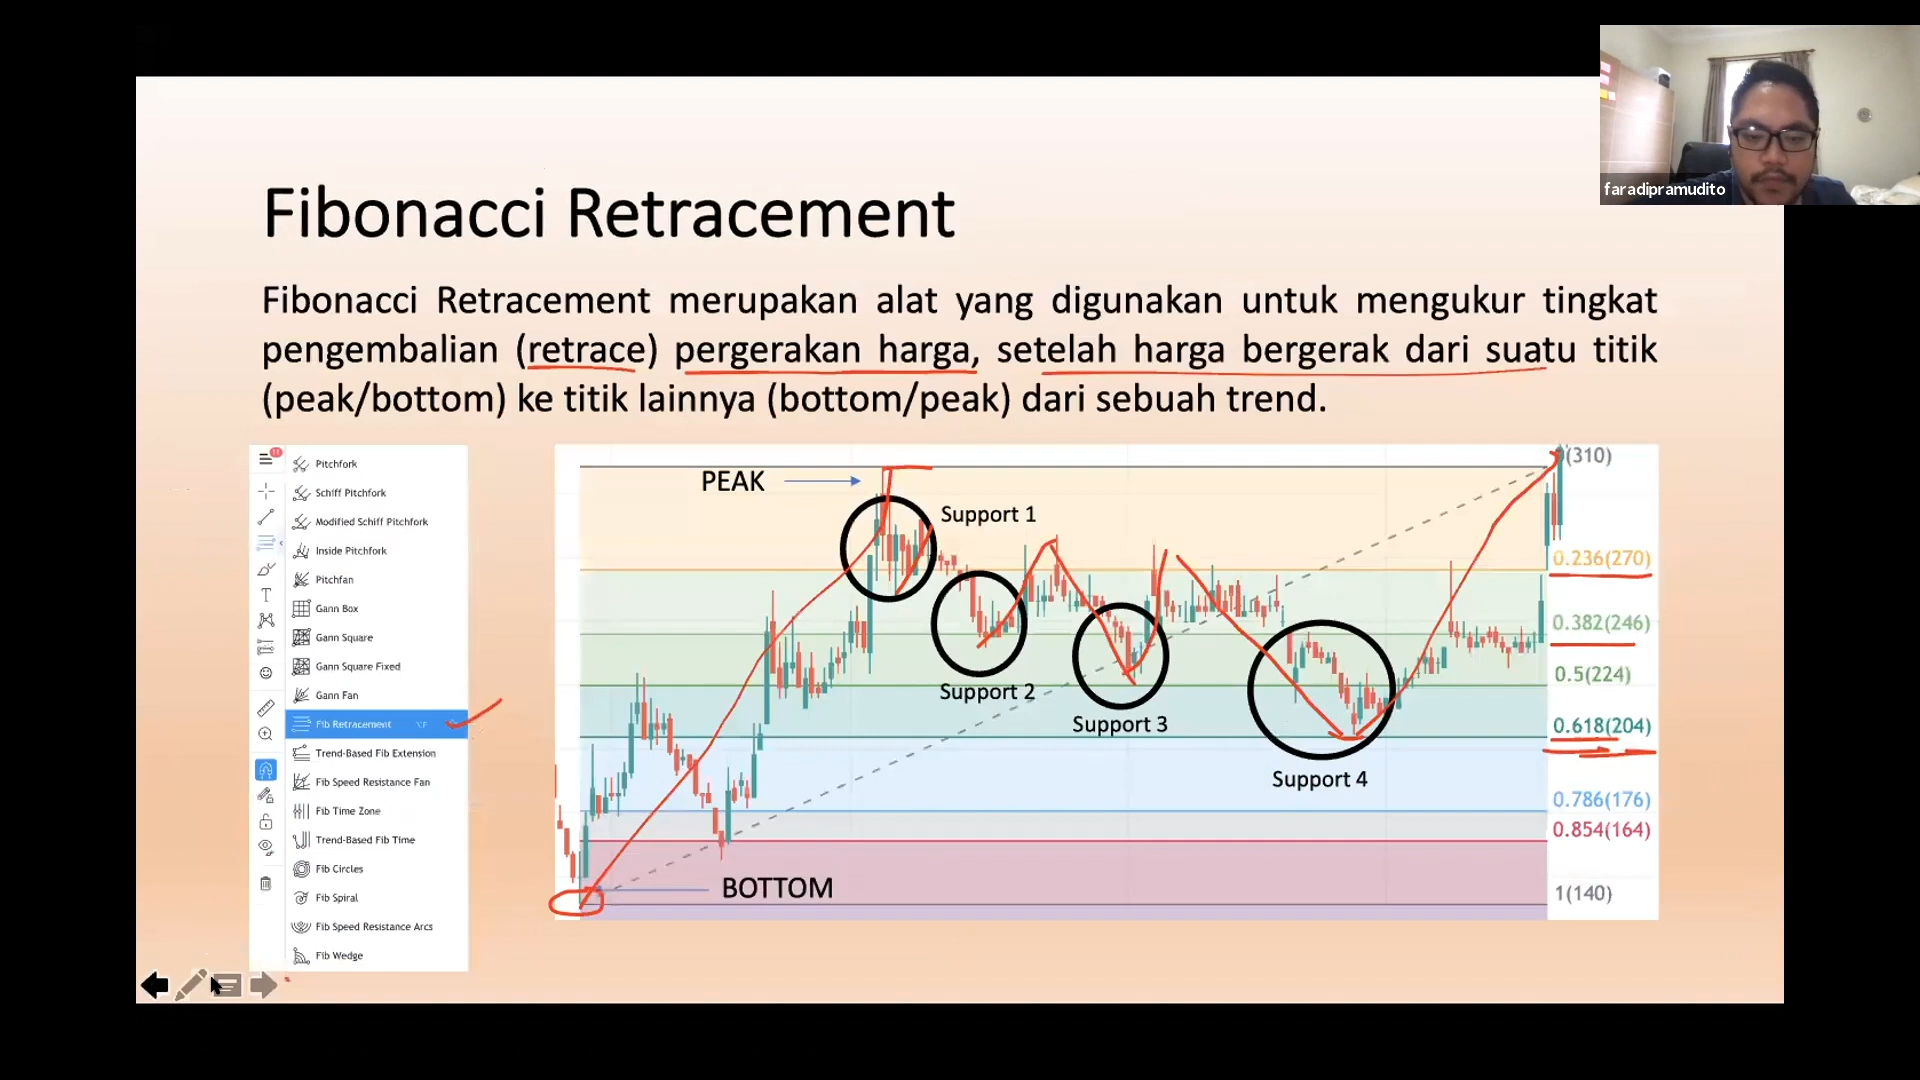 faradipramudito
Fibonacci Retracement
Fibonacci Retracement merupakan alat yang digunakan untuk mengukur tingkat
pengembalian (retrace) pergerakan harga, setelah harga bergerak dari suatu titik
(peak/bottom) ke titik lainnya (bottom/peak) dari sebuah trend.
11
Pitchfork
Schiff Pitchfork
Modified Schiff Pitchfork
Inside Pitchfork
Pitchfan
Gann Box
Gann Square
Gann Square Fixed
Gann Fan
Fib Retracement
Trend-Based Fib Extension
Fib Speed Resistance Fan
Fib Time Zone
Trend-Based Fib Time
Fib Circles
Fib Spiral
Fib Speed Resistance Arcs
Fib Wedge
PEAK
Support 1
Support 2
Support 3
Support 4
BOTTOM
(310)
0.236(270)
0.382(246)
0.5(224)
0.618(204)
0.786(176)
0.854(164)
1(140)